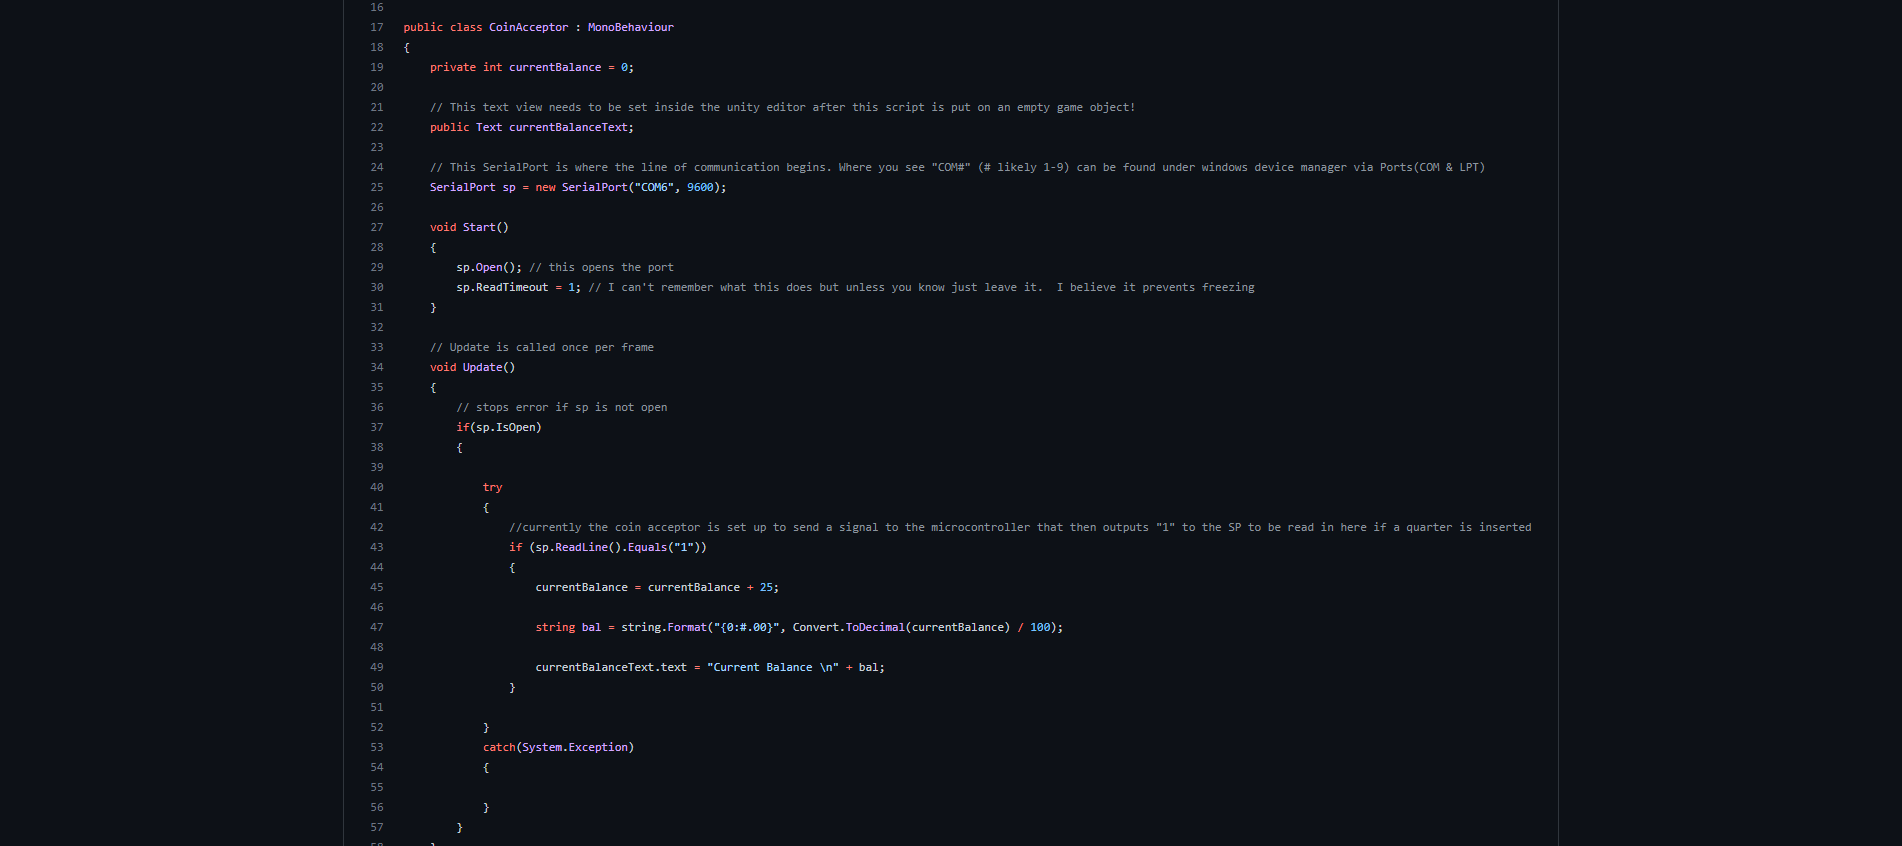 16
17 public class CoinAcceptor : MonoBehaviour
18 {
19 private int currentBalance = 0;
20
21 // This text view needs to be set inside the unity editor after this script is put on an empty game object!
22 public Text currentBalanceText;
23
24 // This SerialPort is where the line of communication begins. Where you see "COM#" (# likely 1-9) can be found under windows device manager via Ports(COM & LPT)
25 SerialPort sp = new SerialPort("COM6", 9600);
26
27 void Start()
28 {
29 sp.Open(); // this opens the port
30 sp.ReadTimeout = 1; // I can't remember what this does but unless you know just leave it.  I believe it prevents freezing
31 }
32
33 // Update is called once per frame
34 void Update()
35 {
36 // stops error if sp is not open
37 if(sp.IsOpen)
38 {
39
40 try
41 {
42 //currently the coin acceptor is set up to send a signal to the microcontroller that then outputs "1" to the SP to be read in here if a quarter is inserted
43 if (sp.ReadLine().Equals("1"))
44 {
45 currentBalance = currentBalance + 25;
46
47 string bal = string.Format("{0:#.00}", Convert.ToDecimal(currentBalance) / 100);
48
49 currentBalanceText.text = "Current Balance \n" + bal;
50 }
51
52 }
53 catch(System.Exception)
54 {
55
56 }
57 }
58 }